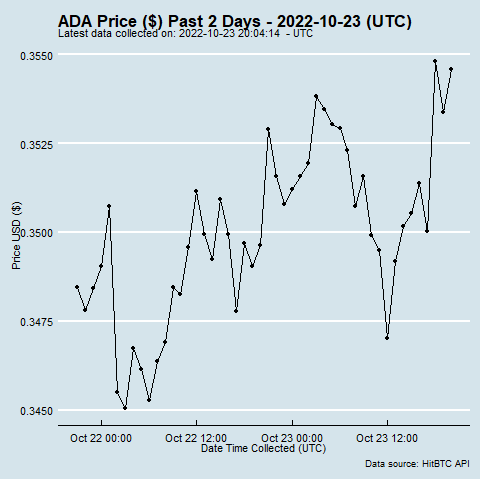 ADA Price ($) Past 2 Days - 2022-10-23 (UTC)
Latest data collected on: 2022-10-23 20:04:14  - UTC
0.3550
0.3525
0.3500
0.3475
0.3450
Price USD ($)
Oct 22 00:00 Oct 22 12:00 Oct 23 00:00 Oct 23 12:00
Date Time Collected (UTC)
Data source: HitBTC API